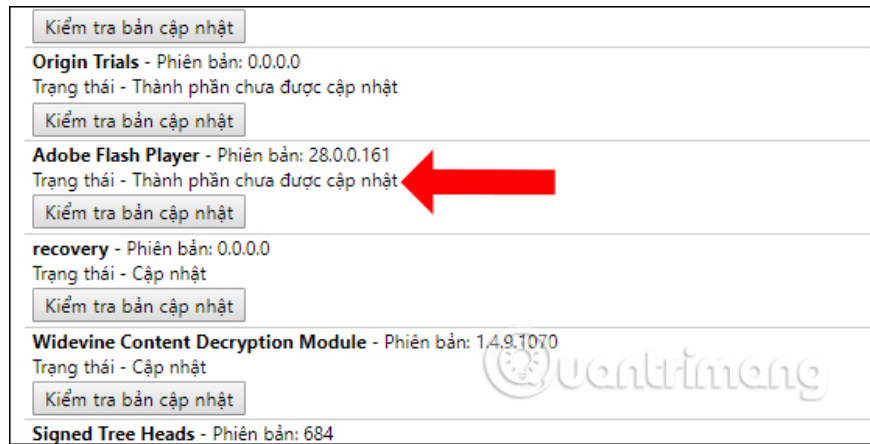 Kiểm tra bản cập nhật
Origin Trials - Phiên bản: 0.0.0.0
Trạng thái - Thành phần chưa được cập nhật
Kiểm tra bản cập nhật
Adobe Flash Player - Phiên bản: 28.0.0.161
Trạng thái - Thành phần chưa được cập nhật
Kiểm tra bản cập nhật
recovery - Phiên bản: 0.0.0.0
Trạng thái - Cập nhật
Kiểm tra bản cập nhật
Widevine Content Decryption Module - Phiên bản: 1.4.9.1070
Trạng thái - Cập nhật
Quantrimang
Kiểm tra bản cập nhật
Signed Tree Heads - Phiên bản: 684